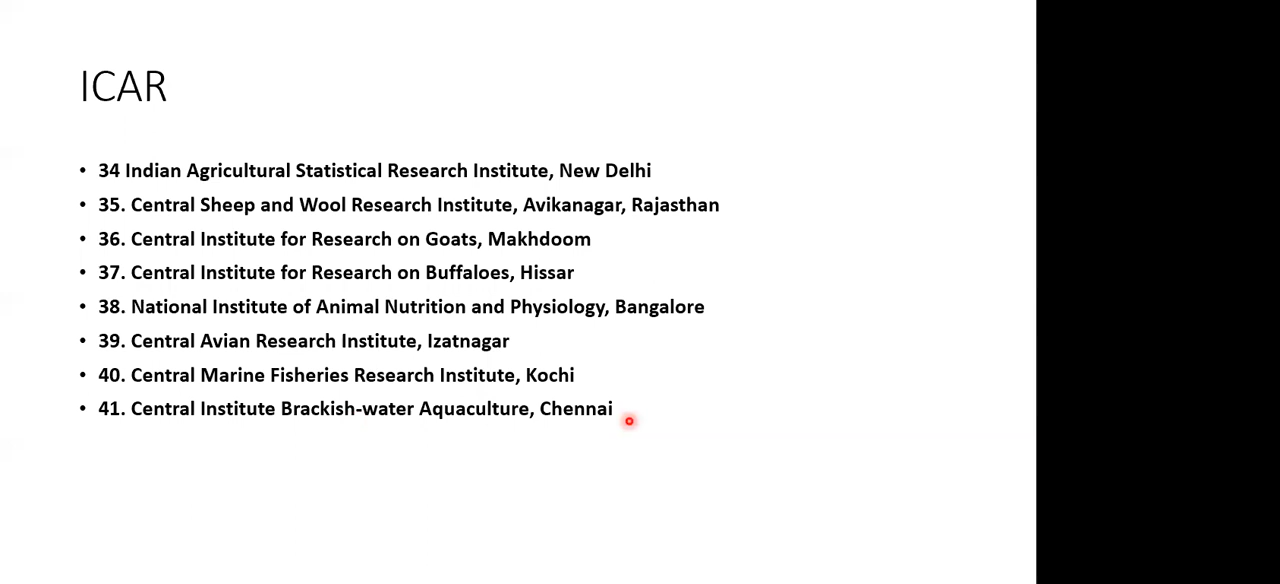 ICAR
• 34 Indian Agricultural Statistical Research Institute, New Delhi
• 35. Central Sheep and Wool Research Institute, Avikanagar, Rajasthan
• 36. Central Institute for Research on Goats, Makhdoom
• 37. Central Institute for Research on Buffaloes, Hissar
• 38. National Institute of Animal Nutrition and Physiology, Bangalore
• 39. Central Avian Research Institute, Izatnagar
• 40. Central Marine Fisheries Research Institute, Kochi
• 41. Central Institute Brackish-water Aquaculture, Chennai